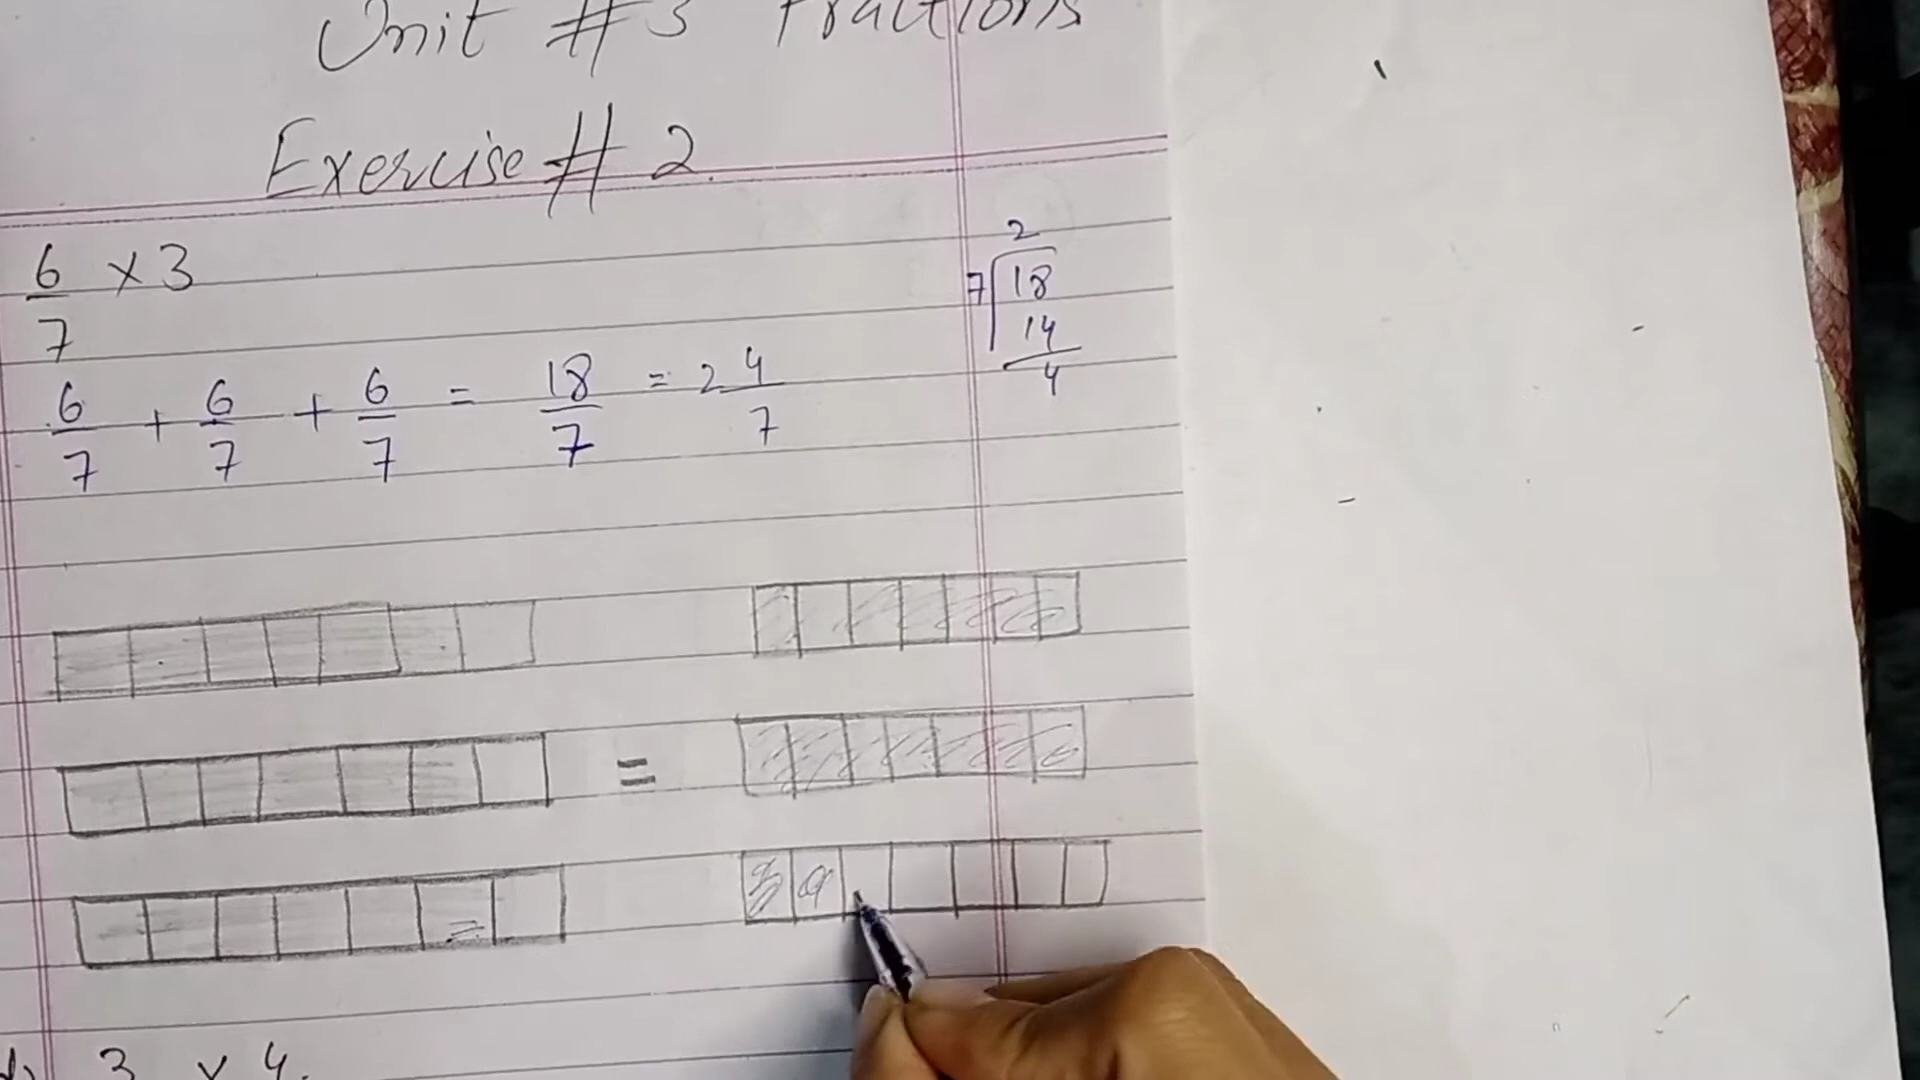 Unit #3 Fractions
Exercise # 2.
6/7 × 3
6/7 + 6/7 + 6/7 = 18/7 = 2 4/7
2
7 18
14
4
=
3 × 4.